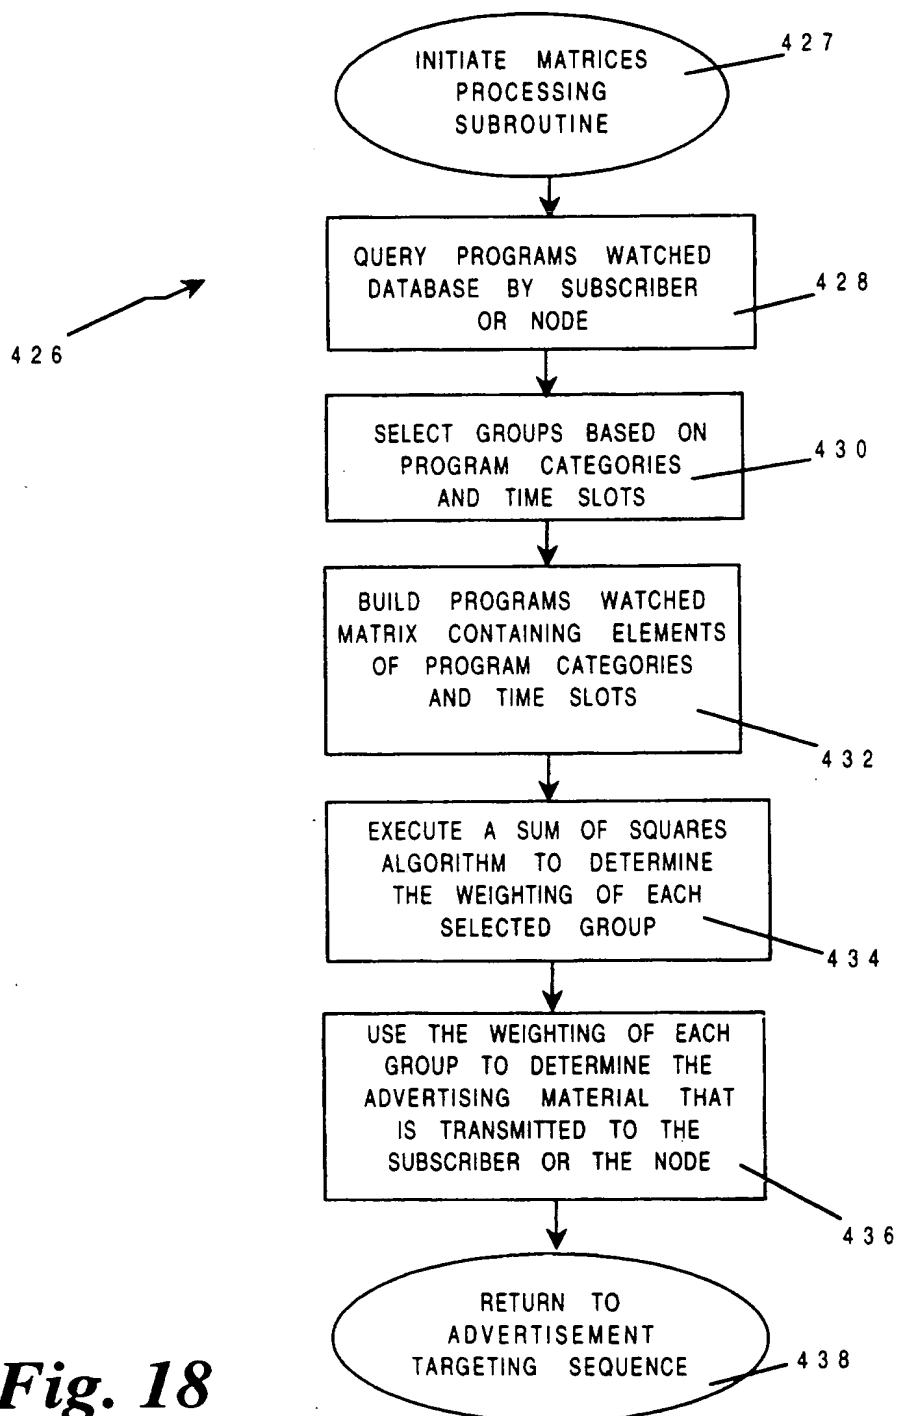 INITIATE MATRICES
PROCESSING
SUBROUTINE
427
QUERY PROGRAMS WATCHED
DATABASE BY SUBSCRIBER
OR NODE
428
426
SELECT GROUPS BASED ON
PROGRAM CATEGORIES
AND TIME SLOTS
430
BUILD PROGRAMS WATCHED
MATRIX CONTAINING ELEMENTS
OF PROGRAM CATEGORIES
AND TIME SLOTS
432
EXECUTE A SUM OF SQUARES
ALGORITHM TO DETERMINE
THE WEIGHTING OF EACH
SELECTED GROUP
434
USE THE WEIGHTING OF EACH
GROUP TO DETERMINE THE
ADVERTISING MATERIAL THAT
IS TRANSMITTED TO THE
SUBSCRIBER OR THE NODE
436
RETURN TO
ADVERTISEMENT
TARGETING SEQUENCE
438
Fig. 18